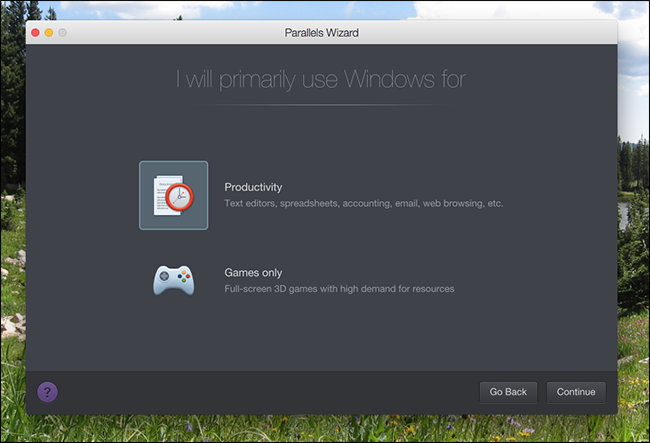 Parallels Wizard
I will primarily use Windows for
Productivity
Text editors, spreadsheets, accounting, email, web browsing, etc.
Games only
Full-screen 3D games with high demand for resources
?
Go Back
Continue